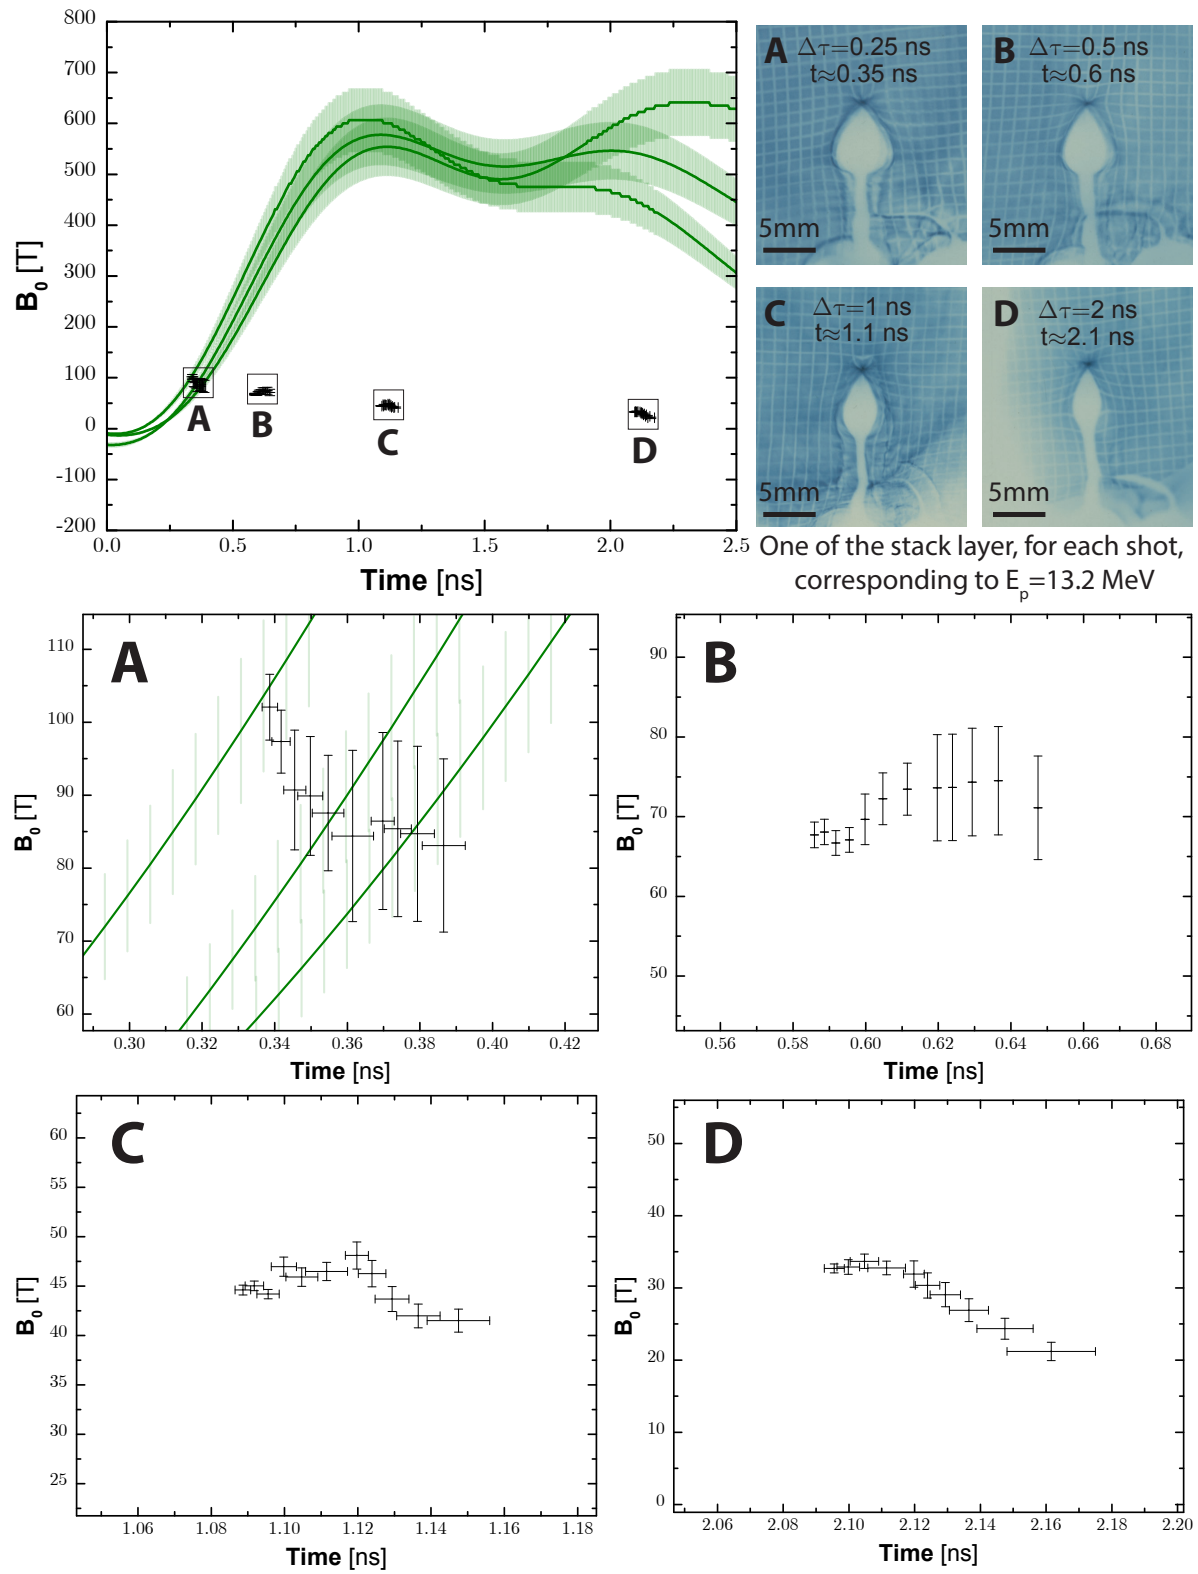 800
700
600
500
400
300
200
100
0
-100
-200
B0 [T]
A
B
C
D
0.0
0.5
1.0
1.5
2.0
2.5
Time [ns]
A Δτ=0.25 ns
t≈0.35 ns
5mm
B Δτ=0.5 ns
t≈0.6 ns
5mm
C Δτ=1 ns
t≈1.1 ns
5mm
D Δτ=2 ns
t≈2.1 ns
5mm
One of the stack layer, for each shot,
corresponding to Ep=13.2 MeV
A
110
100
90
80
70
60
B0 [T]
0.30
0.32
0.34
0.36
0.38
0.40
0.42
Time [ns]
B
90
80
70
60
50
B0 [T]
0.56
0.58
0.60
0.62
0.64
0.66
0.68
Time [ns]
C
60
55
50
45
40
35
30
25
B0 [T]
1.06
1.08
1.10
1.12
1.14
1.16
1.18
Time [ns]
D
50
40
30
20
10
0
B0 [T]
2.06
2.08
2.10
2.12
2.14
2.16
2.18
2.20
Time [ns]